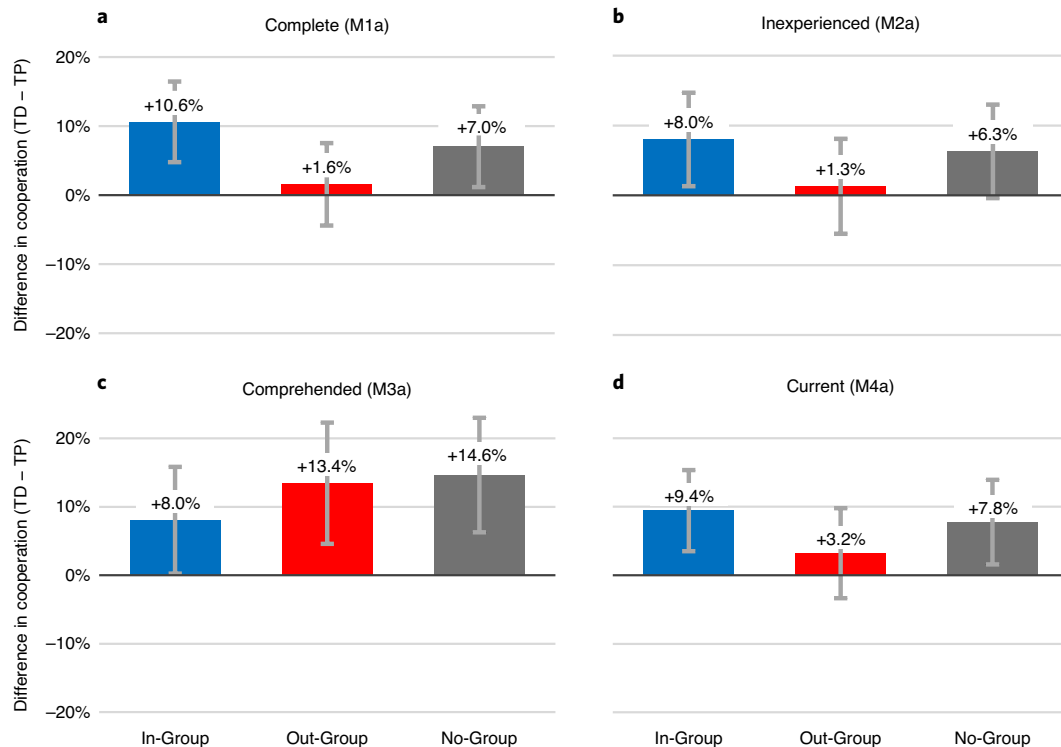 a
Complete (M1a)
b
Inexperienced (M2a)
Difference in cooperation (TD – TP)
20%
10%
0%
–10%
–20%
+10.6%
+1.6%
+7.0%
+8.0%
+1.3%
+6.3%
c
Comprehended (M3a)
d
Current (M4a)
Difference in cooperation (TD – TP)
20%
10%
0%
–10%
–20%
+8.0%
+13.4%
+14.6%
+9.4%
+3.2%
+7.8%
In-Group Out-Group No-Group
In-Group Out-Group No-Group